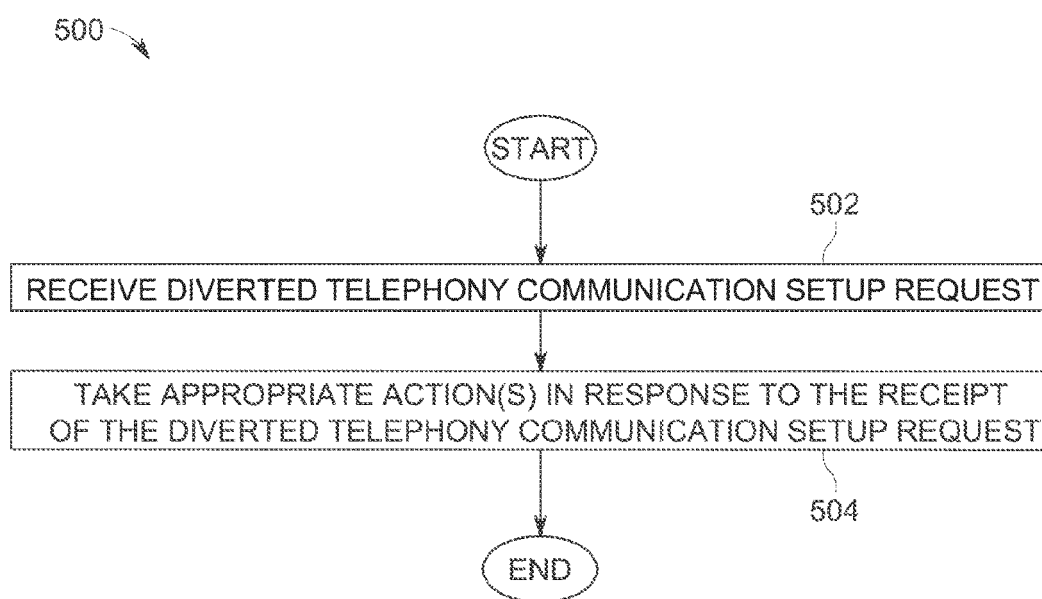 500
START
502
RECEIVE DIVERTED TELEPHONY COMMUNICATION SETUP REQUEST
TAKE APPROPRIATE ACTION(S) IN RESPONSE TO THE RECEIPT
OF THE DIVERTED TELEPHONY COMMUNICATION SETUP REQUEST
504
END